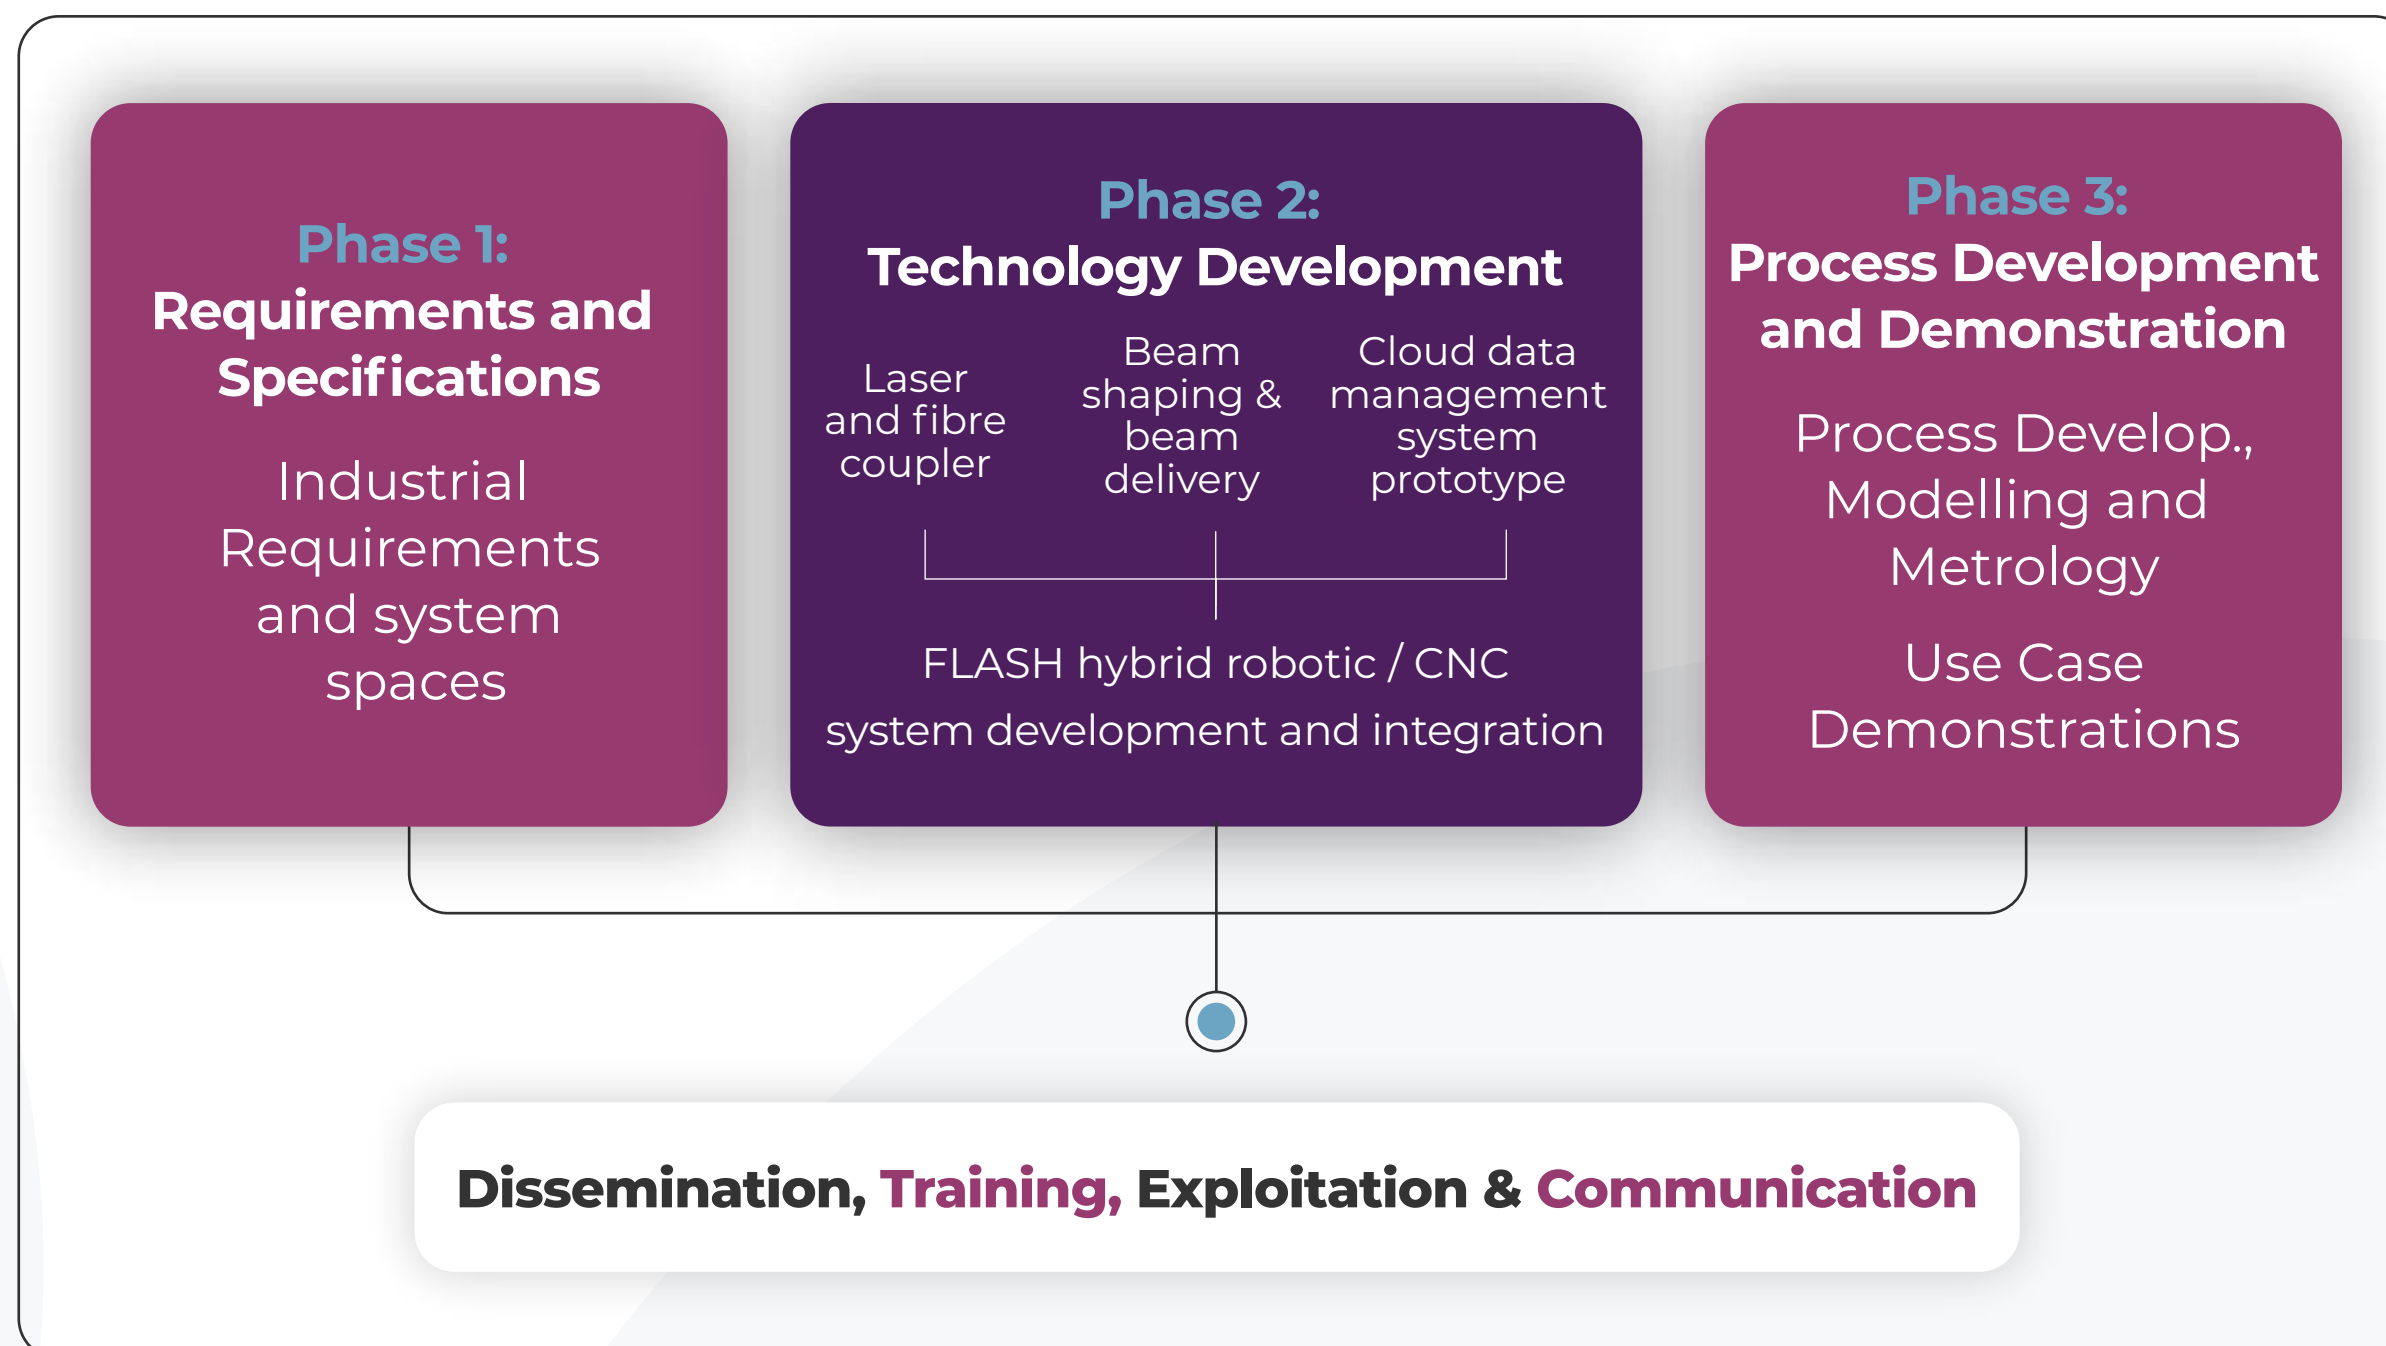 Phase 1:
Requirements and
Specifications
Industrial
Requirements
and system
spaces
Phase 2:
Technology Development
Laser
and fibre
coupler
Beam
shaping &
beam
delivery
Cloud data
management
system
prototype
FLASH hybrid robotic / CNC
system development and integration
Phase 3:
Process Development
and Demonstration
Process Develop.,
Modelling and
Metrology
Use Case
Demonstrations
Dissemination, Training, Exploitation & Communication